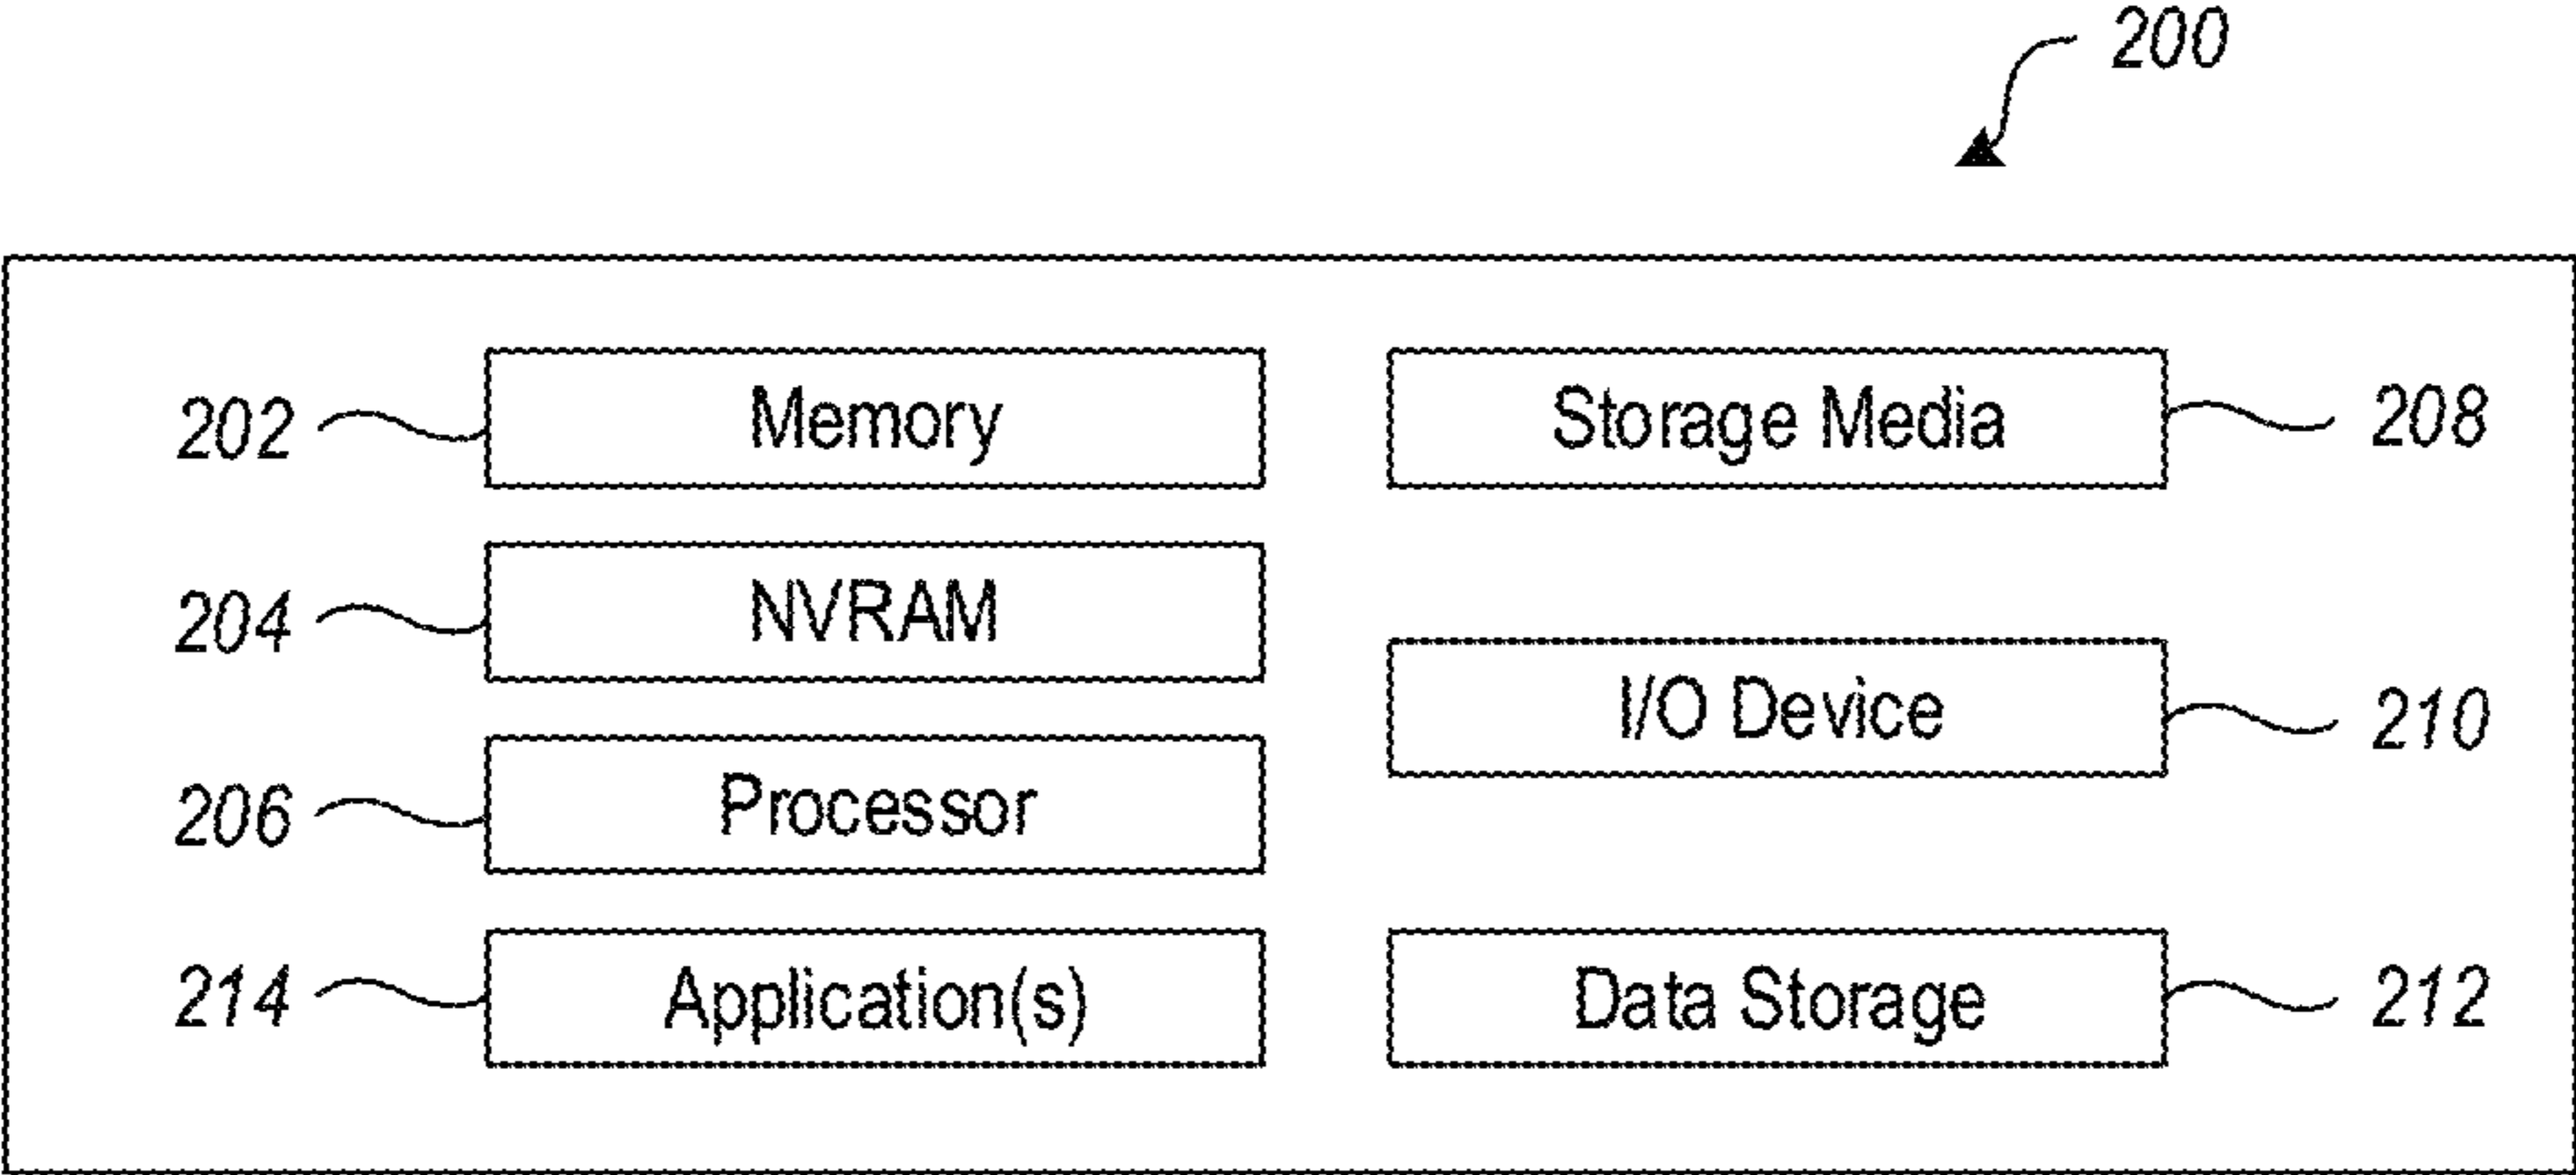 200
202 Memory
Storage Media 208
204 NVRAM
I/O Device 210
206 Processor
214 Application(s)
Data Storage 212